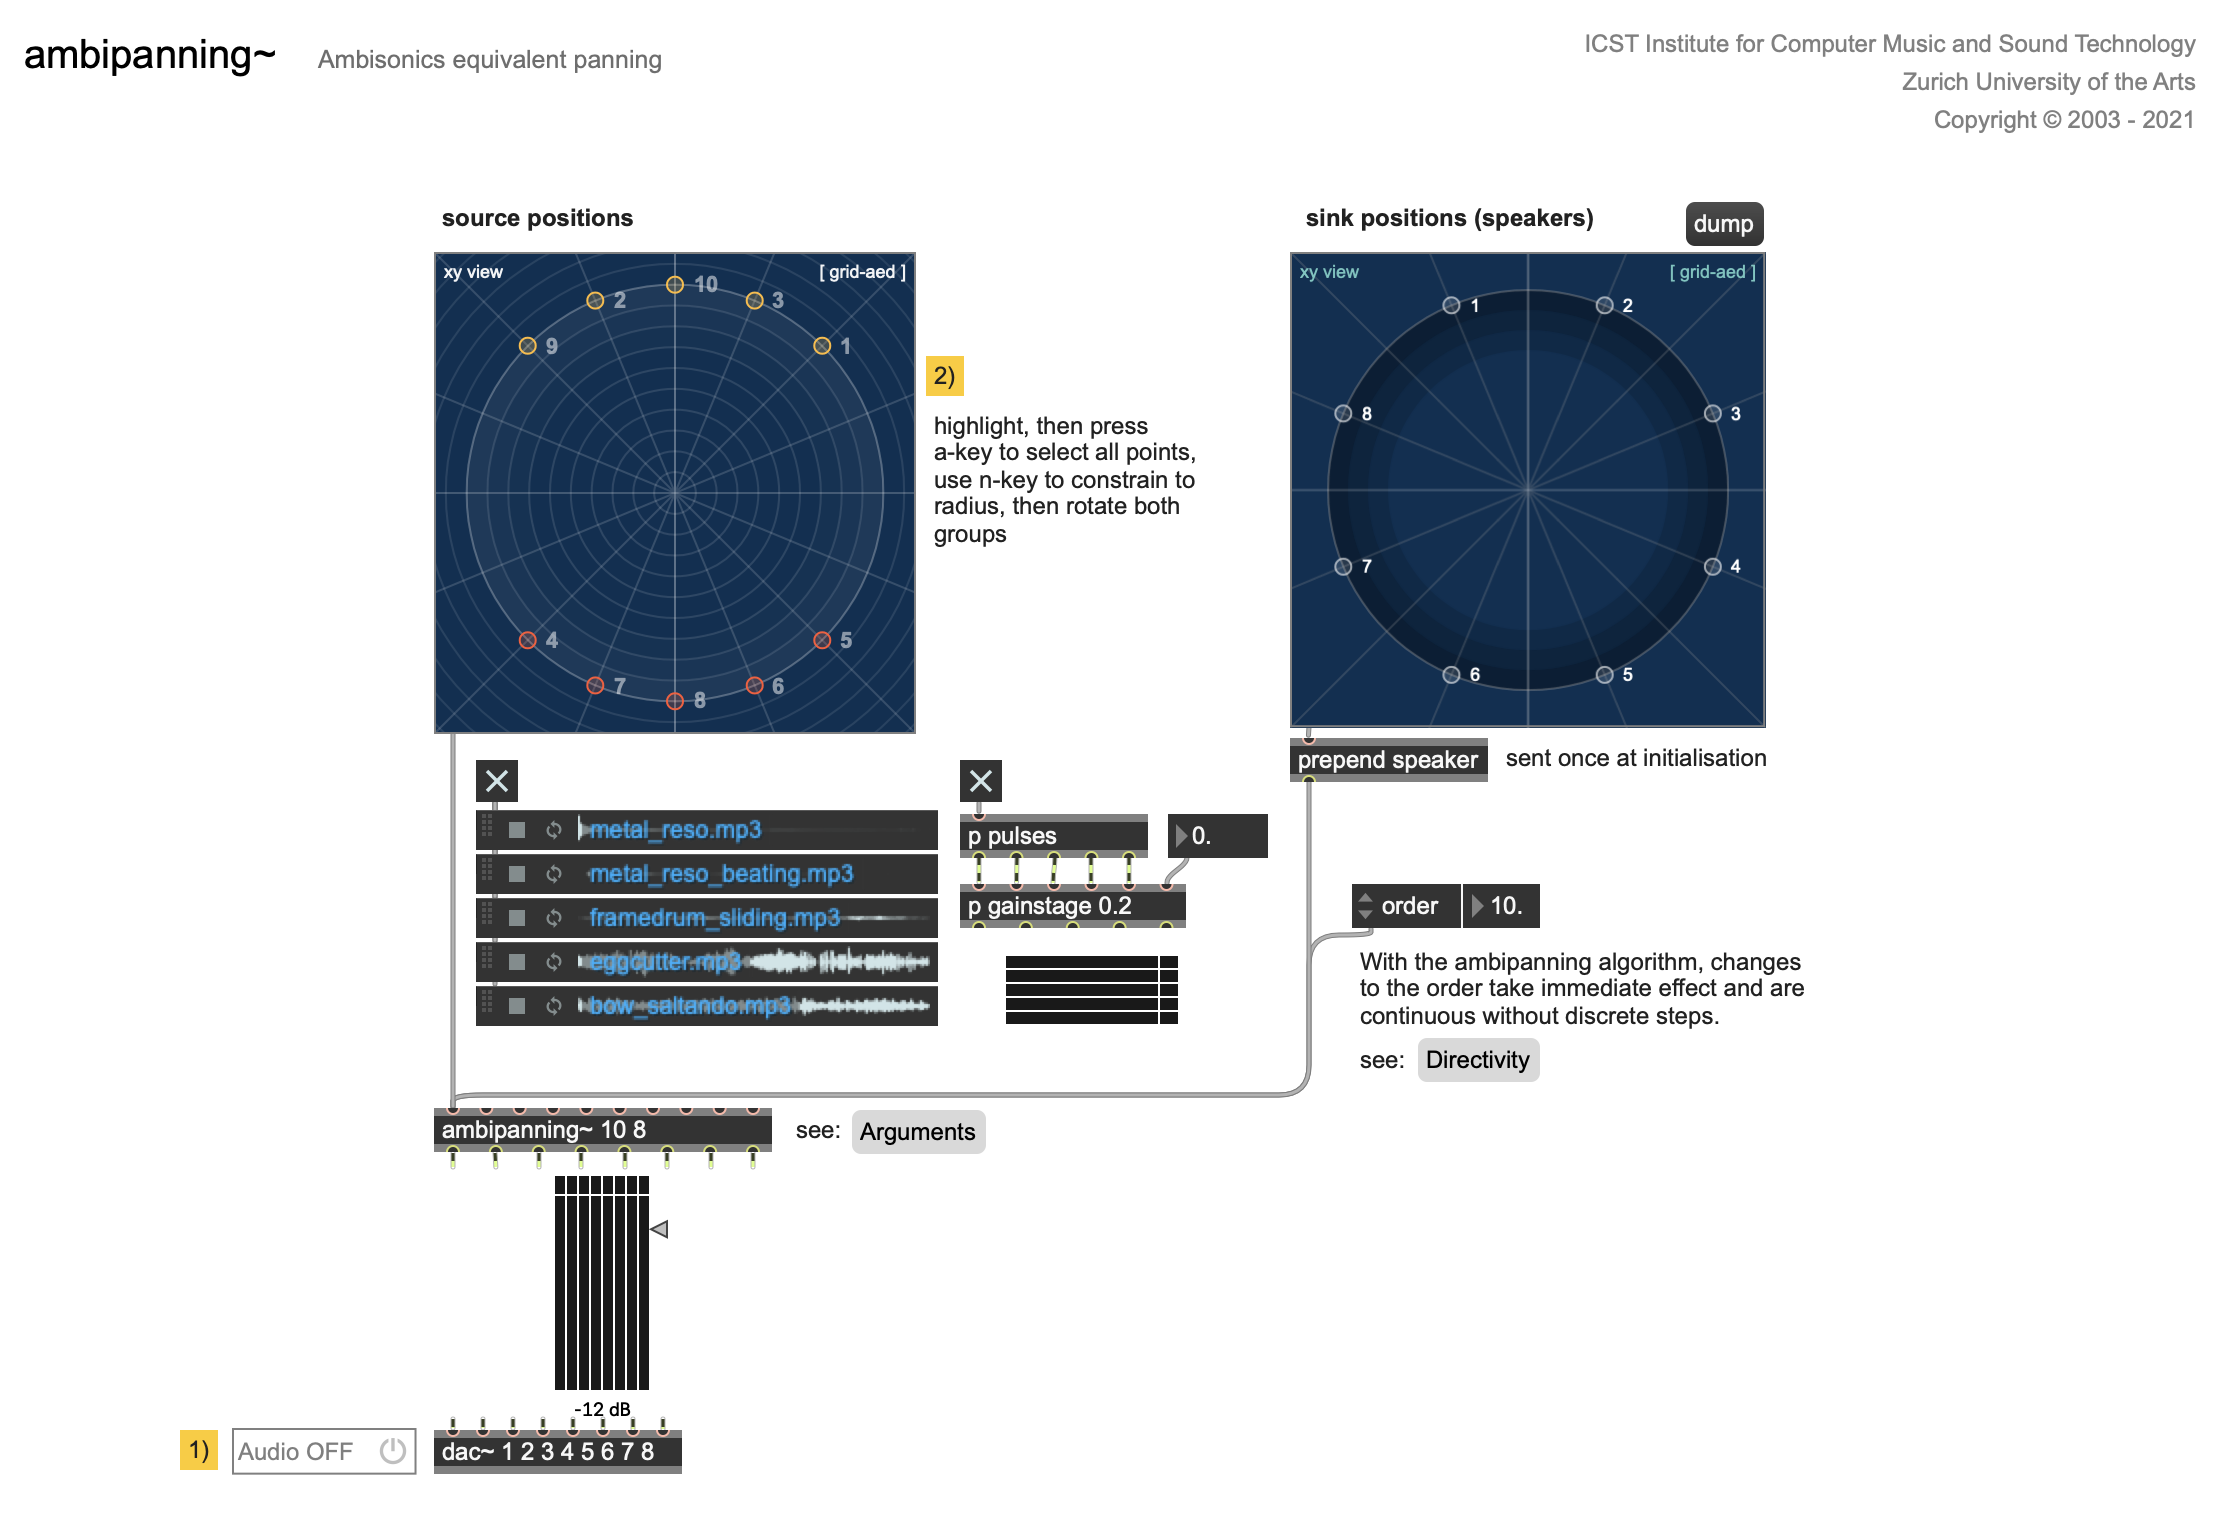 ambipanning~
Ambisonics equivalent panning
ICST Institute for Computer Music and Sound Technology
Zurich University of the Arts
Copyright © 2003 - 2021
source positions
xy view
[ grid-aed ]
10
2
3
9
1
4
5
7
6
8
2)
highlight, then press
a-key to select all points,
use n-key to constrain to
radius, then rotate both
groups
sink positions (speakers)
dump
xy view
[ grid-aed ]
1
2
8
3
7
4
6
5
prepend speaker
sent once at initialisation
metal_reso.mp3
metal_reso_beating.mp3
framedrum_sliding.mp3
eggcutter.mp3
bow_saltando.mp3
p pulses
0.
p gainstage 0.2
order
10.
With the ambipanning algorithm, changes
to the order take immediate effect and are
continuous without discrete steps.
see:
Directivity
ambipanning~ 10 8
see:
Arguments
-12 dB
1)
Audio OFF
dac~ 1 2 3 4 5 6 7 8